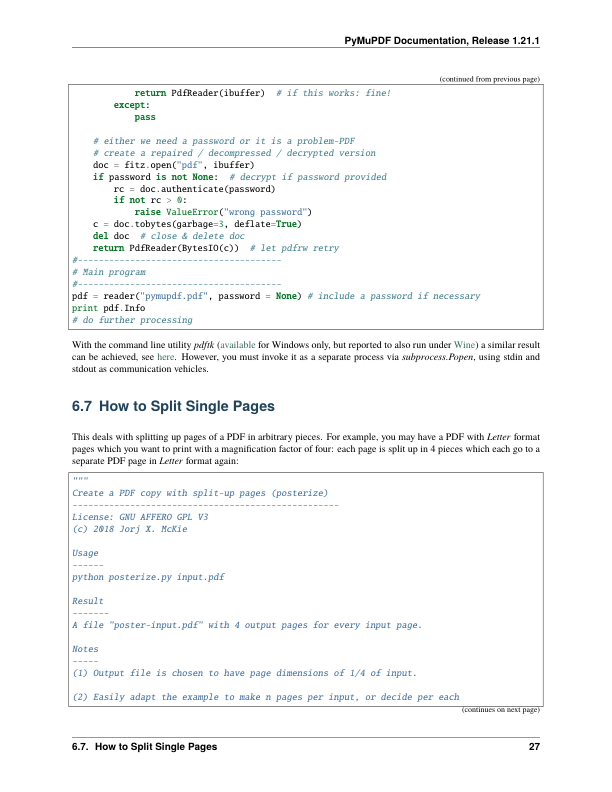 PyMuPDF Documentation, Release 1.21.1
(continued from previous page)
            return PdfReader(ibuffer)  # if this works: fine!
        except:
            pass

    # either we need a password or it is a problem-PDF
    # create a repaired / decompressed / decrypted version
    doc = fitz.open("pdf", ibuffer)
    if password is not None:  # decrypt if password provided
        rc = doc.authenticate(password)
        if not rc > 0:
            raise ValueError("wrong password")
    c = doc.tobytes(garbage=3, deflate=True)
    del doc  # close & delete doc
    return PdfReader(BytesIO(c))  # let pdfrw retry
#---------------------------------------
# Main program
#---------------------------------------
pdf = reader("pymupdf.pdf", password = None) # include a password if necessary
print pdf.Info
# do further processing
With the command line utility pdftk (available for Windows only, but reported to also run under Wine) a similar result
can be achieved, see here. However, you must invoke it as a separate process via subprocess.Popen, using stdin and
stdout as communication vehicles.
6.7 How to Split Single Pages
This deals with splitting up pages of a PDF in arbitrary pieces. For example, you may have a PDF with Letter format
pages which you want to print with a magnification factor of four: each page is split up in 4 pieces which each go to a
separate PDF page in Letter format again:
"""
Create a PDF copy with split-up pages (posterize)
---------------------------------------------------
License: GNU AFFERO GPL V3
(c) 2018 Jorj X. McKie

Usage
------
python posterize.py input.pdf

Result
-------
A file "poster-input.pdf" with 4 output pages for every input page.

Notes
-----
(1) Output file is chosen to have page dimensions of 1/4 of input.

(2) Easily adapt the example to make n pages per input, or decide per each
(continues on next page)
6.7. How to Split Single Pages 27